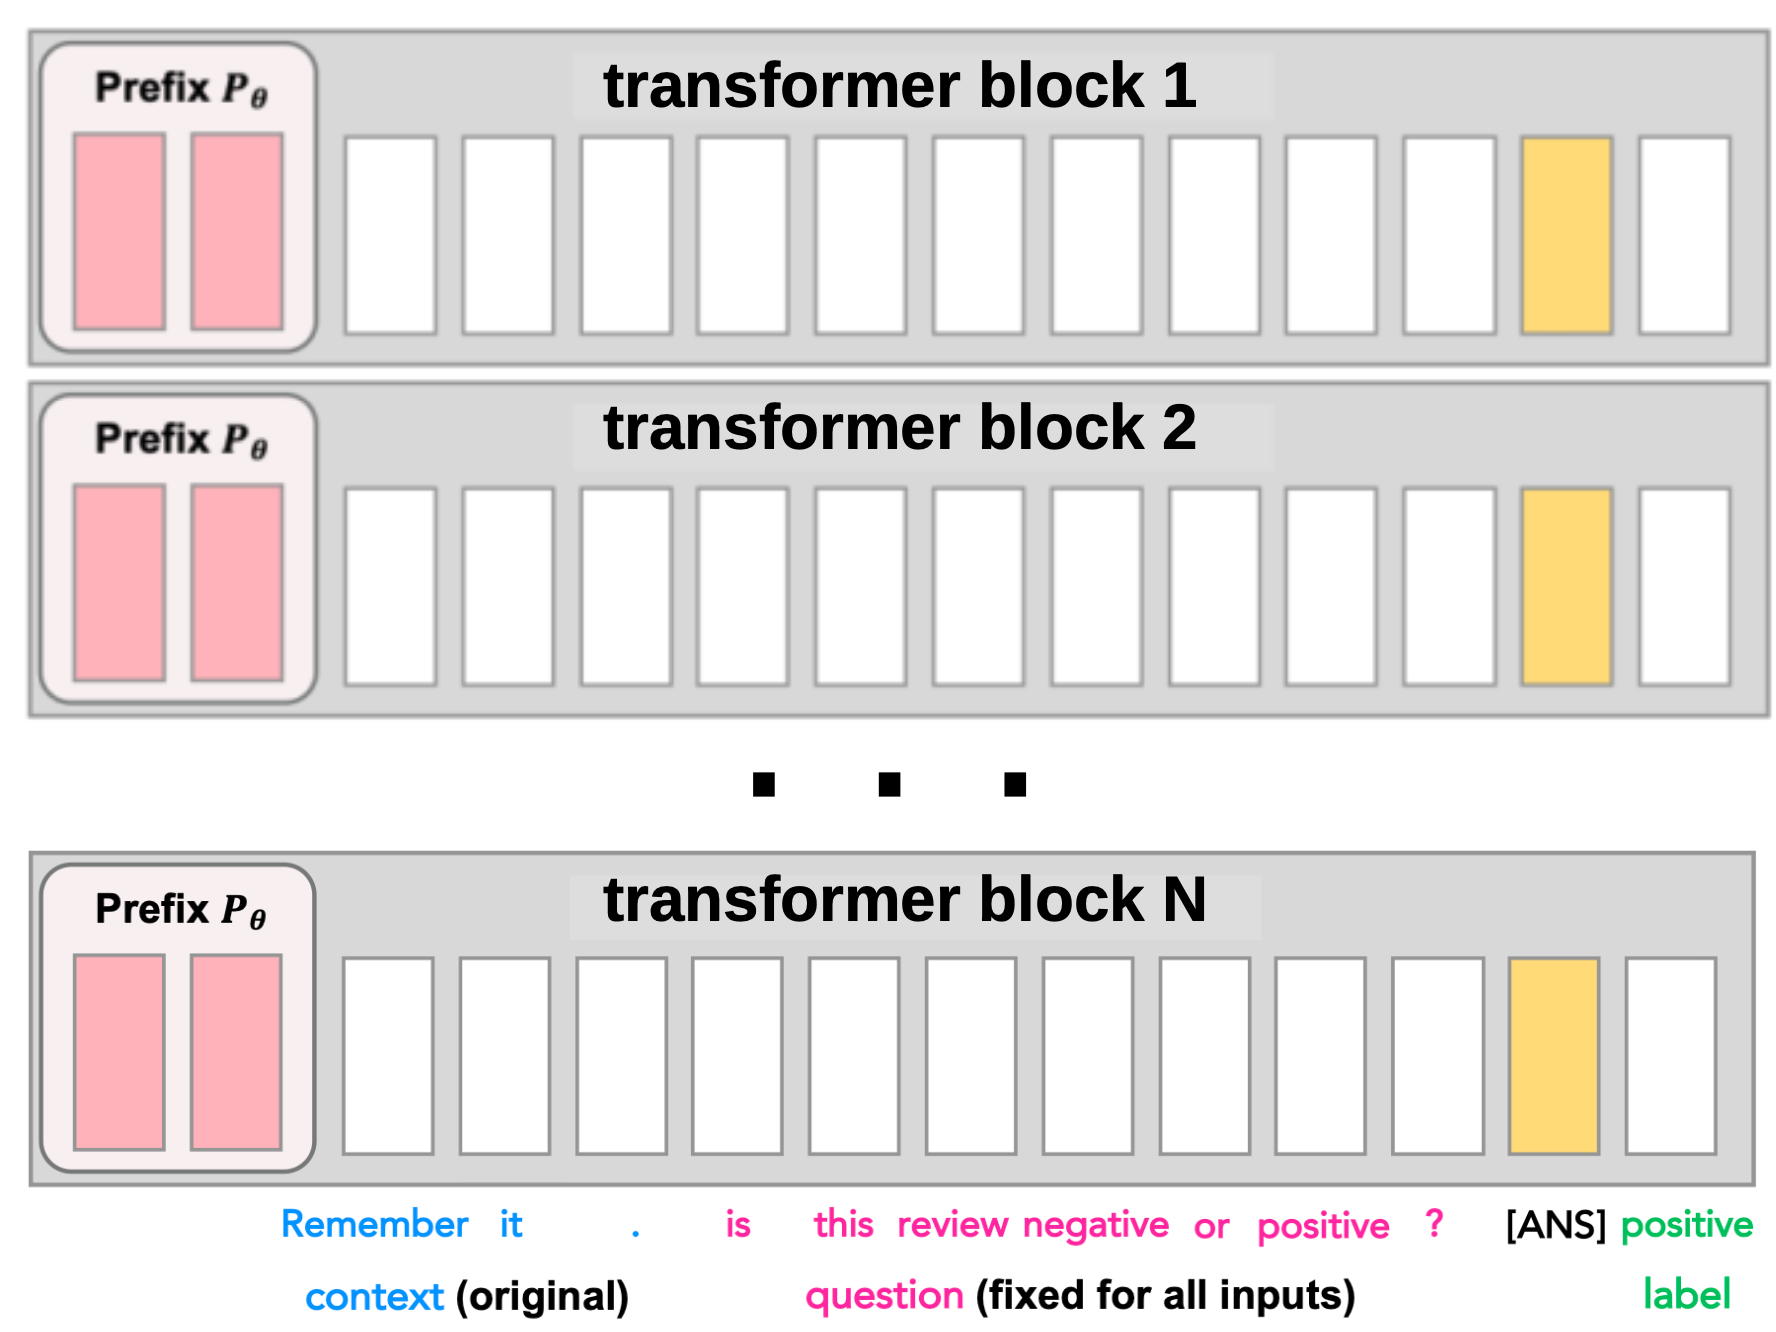 Prefix Pθ
transformer block 1
Prefix Pθ
transformer block 2
. . .
Prefix Pθ
transformer block N
Remember it . is this review negative or positive ? [ANS] positive
context (original) question (fixed for all inputs) label